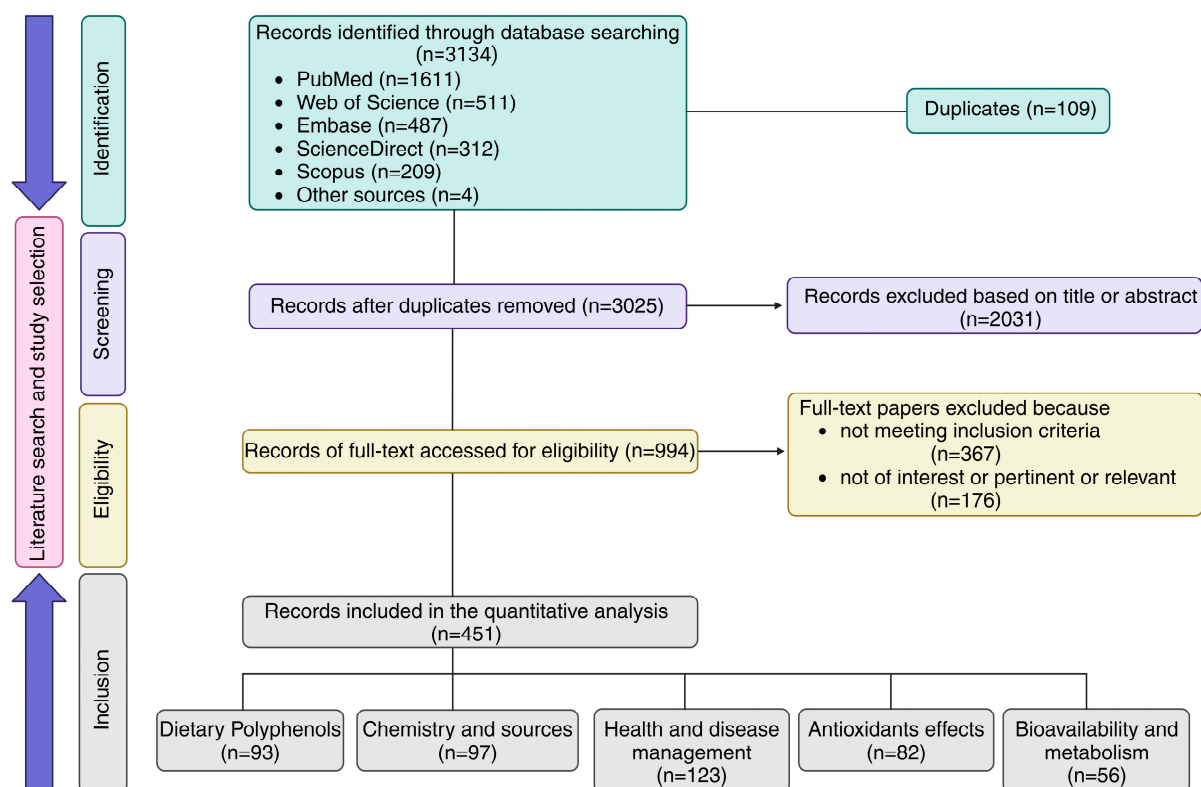 Literature search and study selection
Identification
Records identified through database searching
(n=3134)
• PubMed (n=1611)
• Web of Science (n=511)
• Embase (n=487)
• ScienceDirect (n=312)
• Scopus (n=209)
• Other sources (n=4)
Duplicates (n=109)
Screening
Records after duplicates removed (n=3025)
Records excluded based on title or abstract
(n=2031)
Eligibility
Records of full-text accessed for eligibility (n=994)
Full-text papers excluded because
• not meeting inclusion criteria
(n=367)
• not of interest or pertinent or relevant
(n=176)
Inclusion
Records included in the quantitative analysis
(n=451)
Dietary Polyphenols
(n=93)
Chemistry and sources
(n=97)
Health and disease
management
(n=123)
Antioxidants effects
(n=82)
Bioavailability and
metabolism
(n=56)